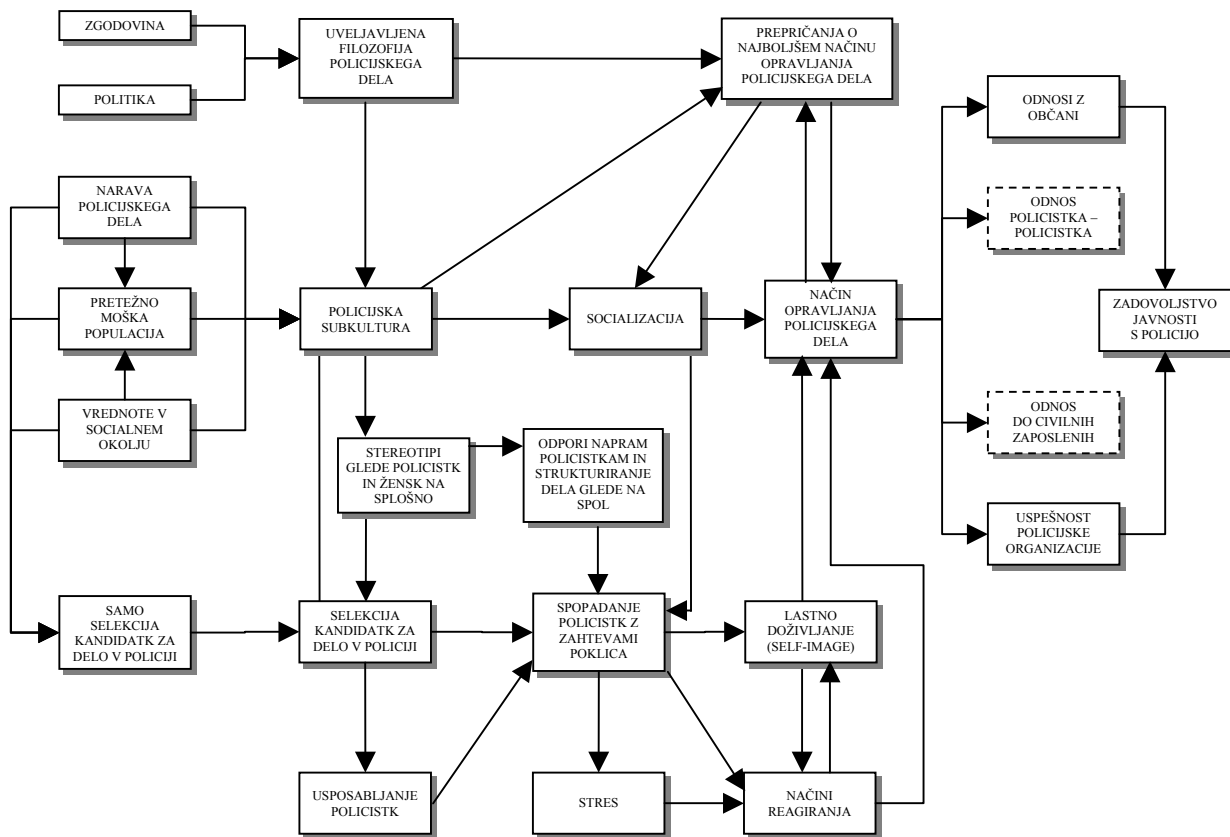 ZGODOVINA
POLITIKA
UVELJAVLJENA
FILOZOFIJA
POLICIJSKEGA
DELA
PREPRIČANJA O
NAJBOLJŠEM NAČINU
OPRAVLJANJA
POLICIJSKEGA DELA
ODNOSI Z
OBČANI
NARAVA
POLICIJSKEGA
DELA
ODNOS
POLICISTKA –
POLICISTKA
PRETEŽNO
MOŠKA
POPULACIJA
POLICIJSKA
SUBKULTURA
SOCIALIZACIJA
NAČIN
OPRAVLJANJA
POLICIJSKEGA
DELA
ZADOVOLJSTVO
JAVNOSTI
S POLICIJO
VREDNOTE V
SOCIALNEM
OKOLJU
STEREOTIPI
GLEDE POLICISTK
IN ŽENSK NA
SPLOŠNO
ODPORI NAPRAM
POLICISTKAM IN
STRUKTURIRANJE
DELA GLEDE NA
SPOL
ODNOS
DO CIVILNIH
ZAPOSLENIH
USPEŠNOST
POLICIJSKE
ORGANIZACIJE
SAMO
SELEKCIJA
KANDIDATK ZA
DELO V POLICIJI
SELEKCIJA
KANDIDATK ZA
DELO V POLICIJI
SPOPADANJE
POLICISTK Z
ZAHTEVAMI
POKLICA
LASTNO
DOŽIVLJANJE
(SELF-IMAGE)
USPOSABLJANJE
POLICISTK
STRES
NAČINI
REAGIRANJA